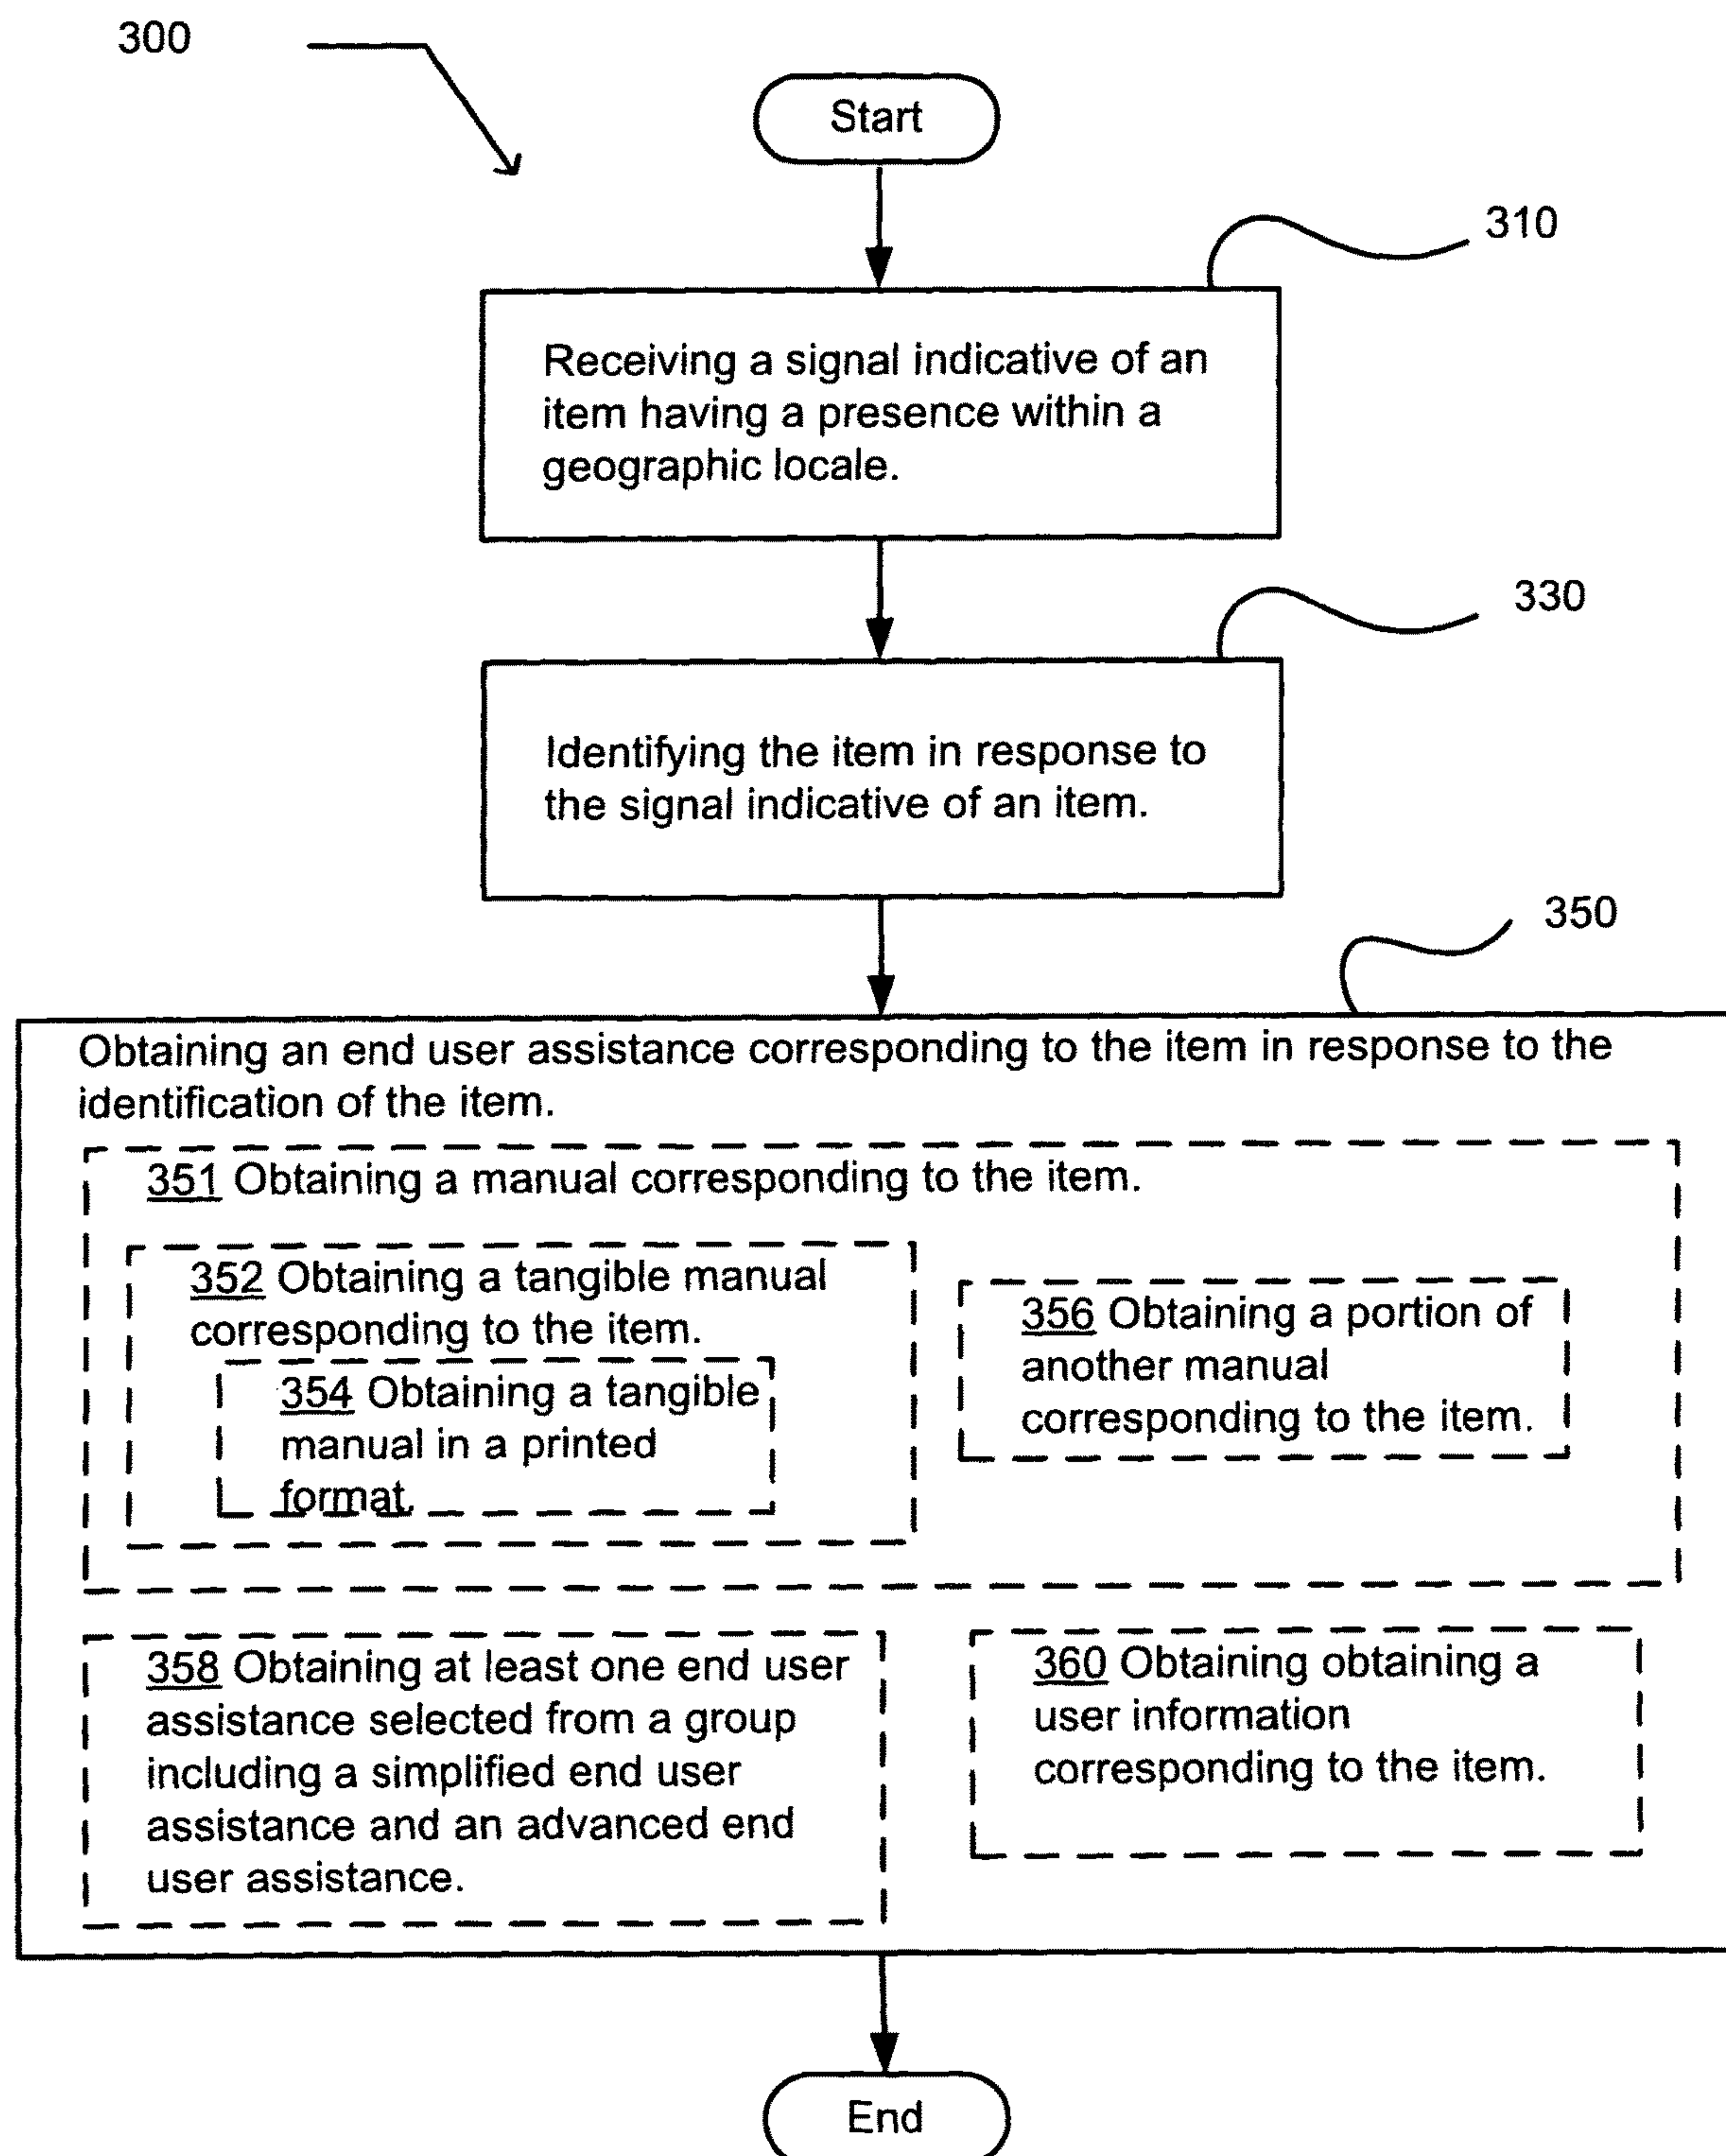 300
Start
310
Receiving a signal indicative of an
item having a presence within a
geographic locale.
330
Identifying the item in response to
the signal indicative of an item.
350
Obtaining an end user assistance corresponding to the item in response to the
identification of the item.
351 Obtaining a manual corresponding to the item.
352 Obtaining a tangible manual
corresponding to the item.
354 Obtaining a tangible
manual in a printed
format.
356 Obtaining a portion of
another manual
corresponding to the item.
358 Obtaining at least one end user
assistance selected from a group
including a simplified end user
assistance and an advanced end
user assistance.
360 Obtaining obtaining a
user information
corresponding to the item.
End